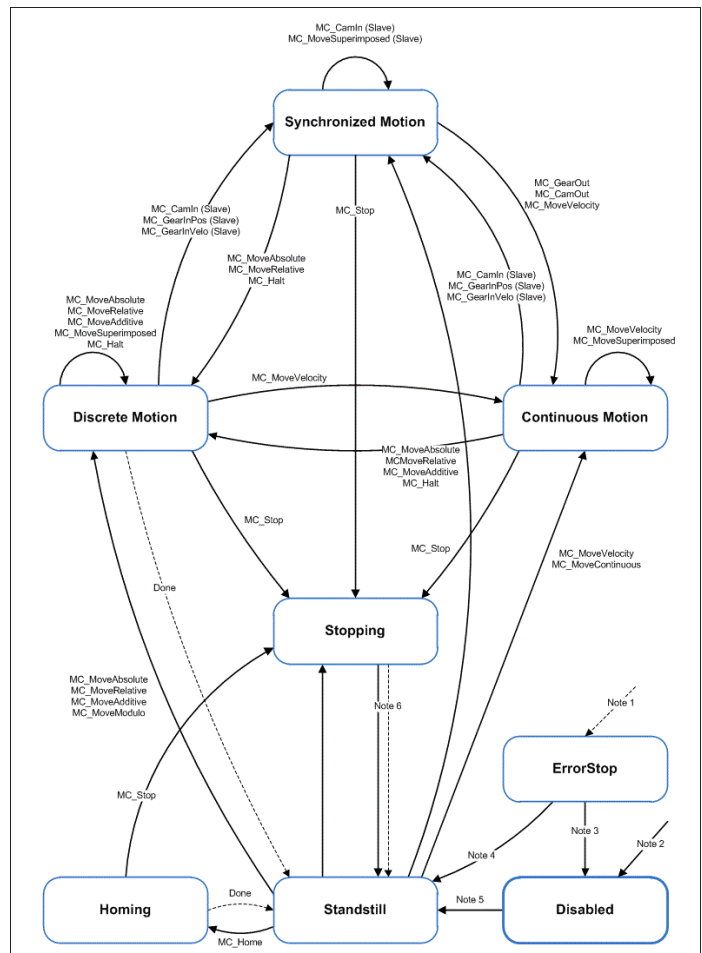 MC_CamIn (Slave)
MC_MoveSuperimposed (Slave)
Synchronized Motion
MC_GearOut
MC_CamOut
MC_MoveVelocity
MC_Stop
MC_CamIn (Slave)
MC_GearInPos (Slave)
MC_GearInVelo (Slave)
MC_MoveAbsolute
MC_MoveRelative
MC_Halt
MC_CamIn (Slave)
MC_GearInPos (Slave)
MC_GearInVelo (Slave)
MC_MoveAbsolute
MC_MoveRelative
MC_MoveAdditive
MC_MoveSuperimposed
MC_Halt
MC_MoveVelocity
MC_MoveSuperimposed
MC_MoveVelocity
Discrete Motion
Continuous Motion
MC_MoveAbsolute
MCMoveRelative
MC_MoveAdditive
MC_Halt
MC_Stop
MC_Stop
MC_MoveVelocity
MC_MoveContinuous
Done
Stopping
MC_MoveAbsolute
MC_MoveRelative
MC_MoveAdditive
MC_MoveModulo
Note 6
Note 1
ErrorStop
MC_Stop
Note 3
Note 4
Note 2
Homing
Done
Standstill
Note 5
Disabled
MC_Home